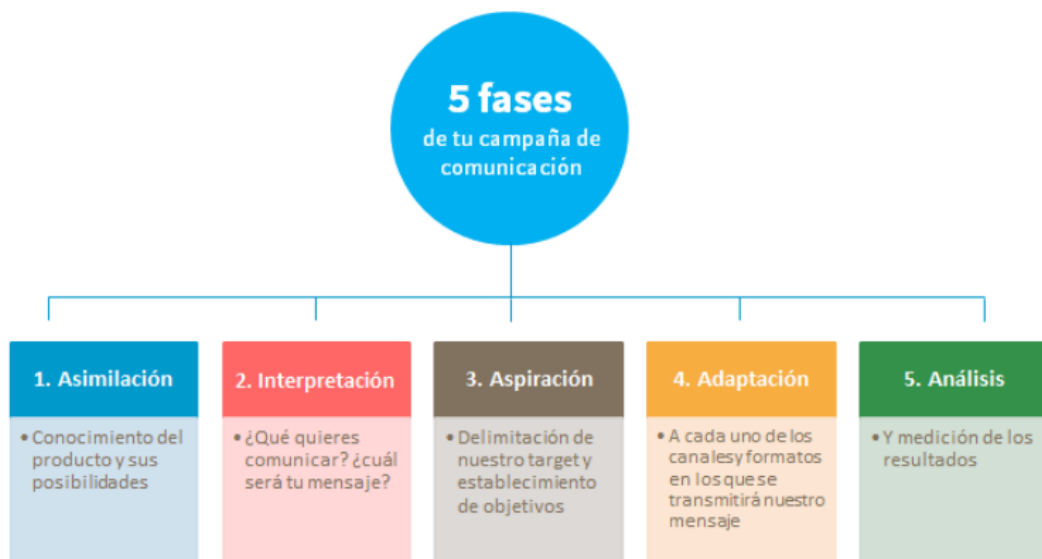 5 fases
de tu campaña de
comunicación
1. Asimilación
• Conocimiento del
producto y sus
posibilidades
2. Interpretación
• ¿Qué quieres
comunicar? ¿cuál
será tu mensaje?
3. Aspiración
• Delimitación de
nuestro target y
establecimiento
de objetivos
4. Adaptación
• A cada uno de los
canales y formatos
en los que se
transmitirá nuestro
mensaje
5. Análisis
• Y medición de los
resultados